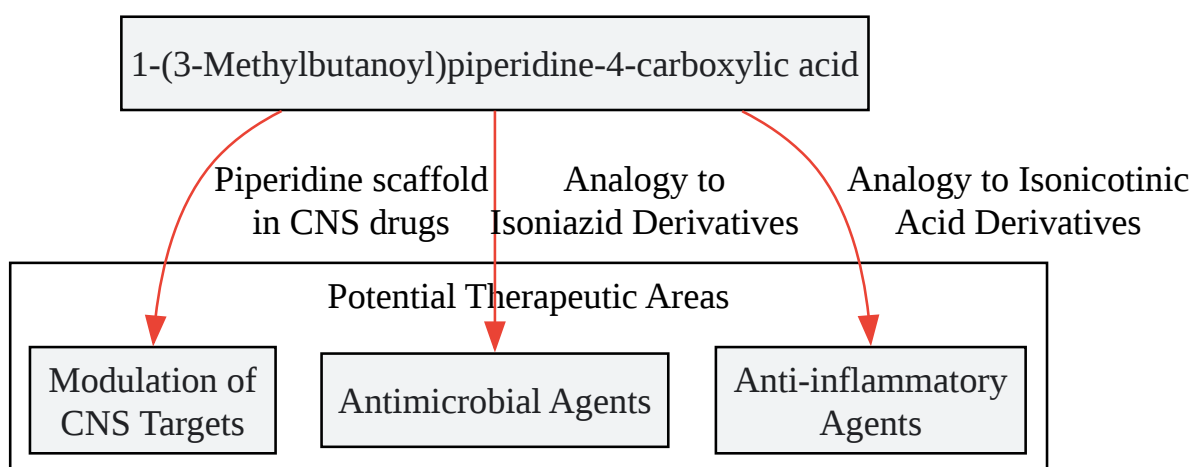 1-(3-Methylbutanoyl)piperidine-4-carboxylic acid
Piperidine scaffold
in CNS drugs
Analogy to
Isoniazid Derivatives
Analogy to Isonicotinic
Acid Derivatives
Potential Therapeutic Areas
Modulation of
CNS Targets
Antimicrobial Agents
Anti-inflammatory
Agents